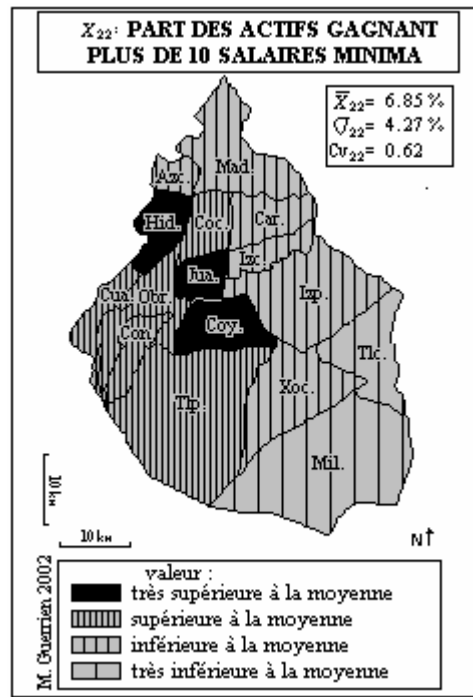 X22: PART DES ACTIFS GAGNANT
PLUS DE 10 SALAIRES MINIMA
X̅22= 6.85 %
σ22= 4.27 %
Cv22= 0.62
Azc.
Mad.
Hid.
Coc.
Car.
Jua.
Izc.
Cua.
Obr.
Izp.
Con.
Coy.
Tlc.
Tlp.
Xoc.
Mil.
10 km
10 km
N↑
M. Guerrien 2002
valeur :
très supérieure à la moyenne
supérieure à la moyenne
inférieure à la moyenne
très inférieure à la moyenne